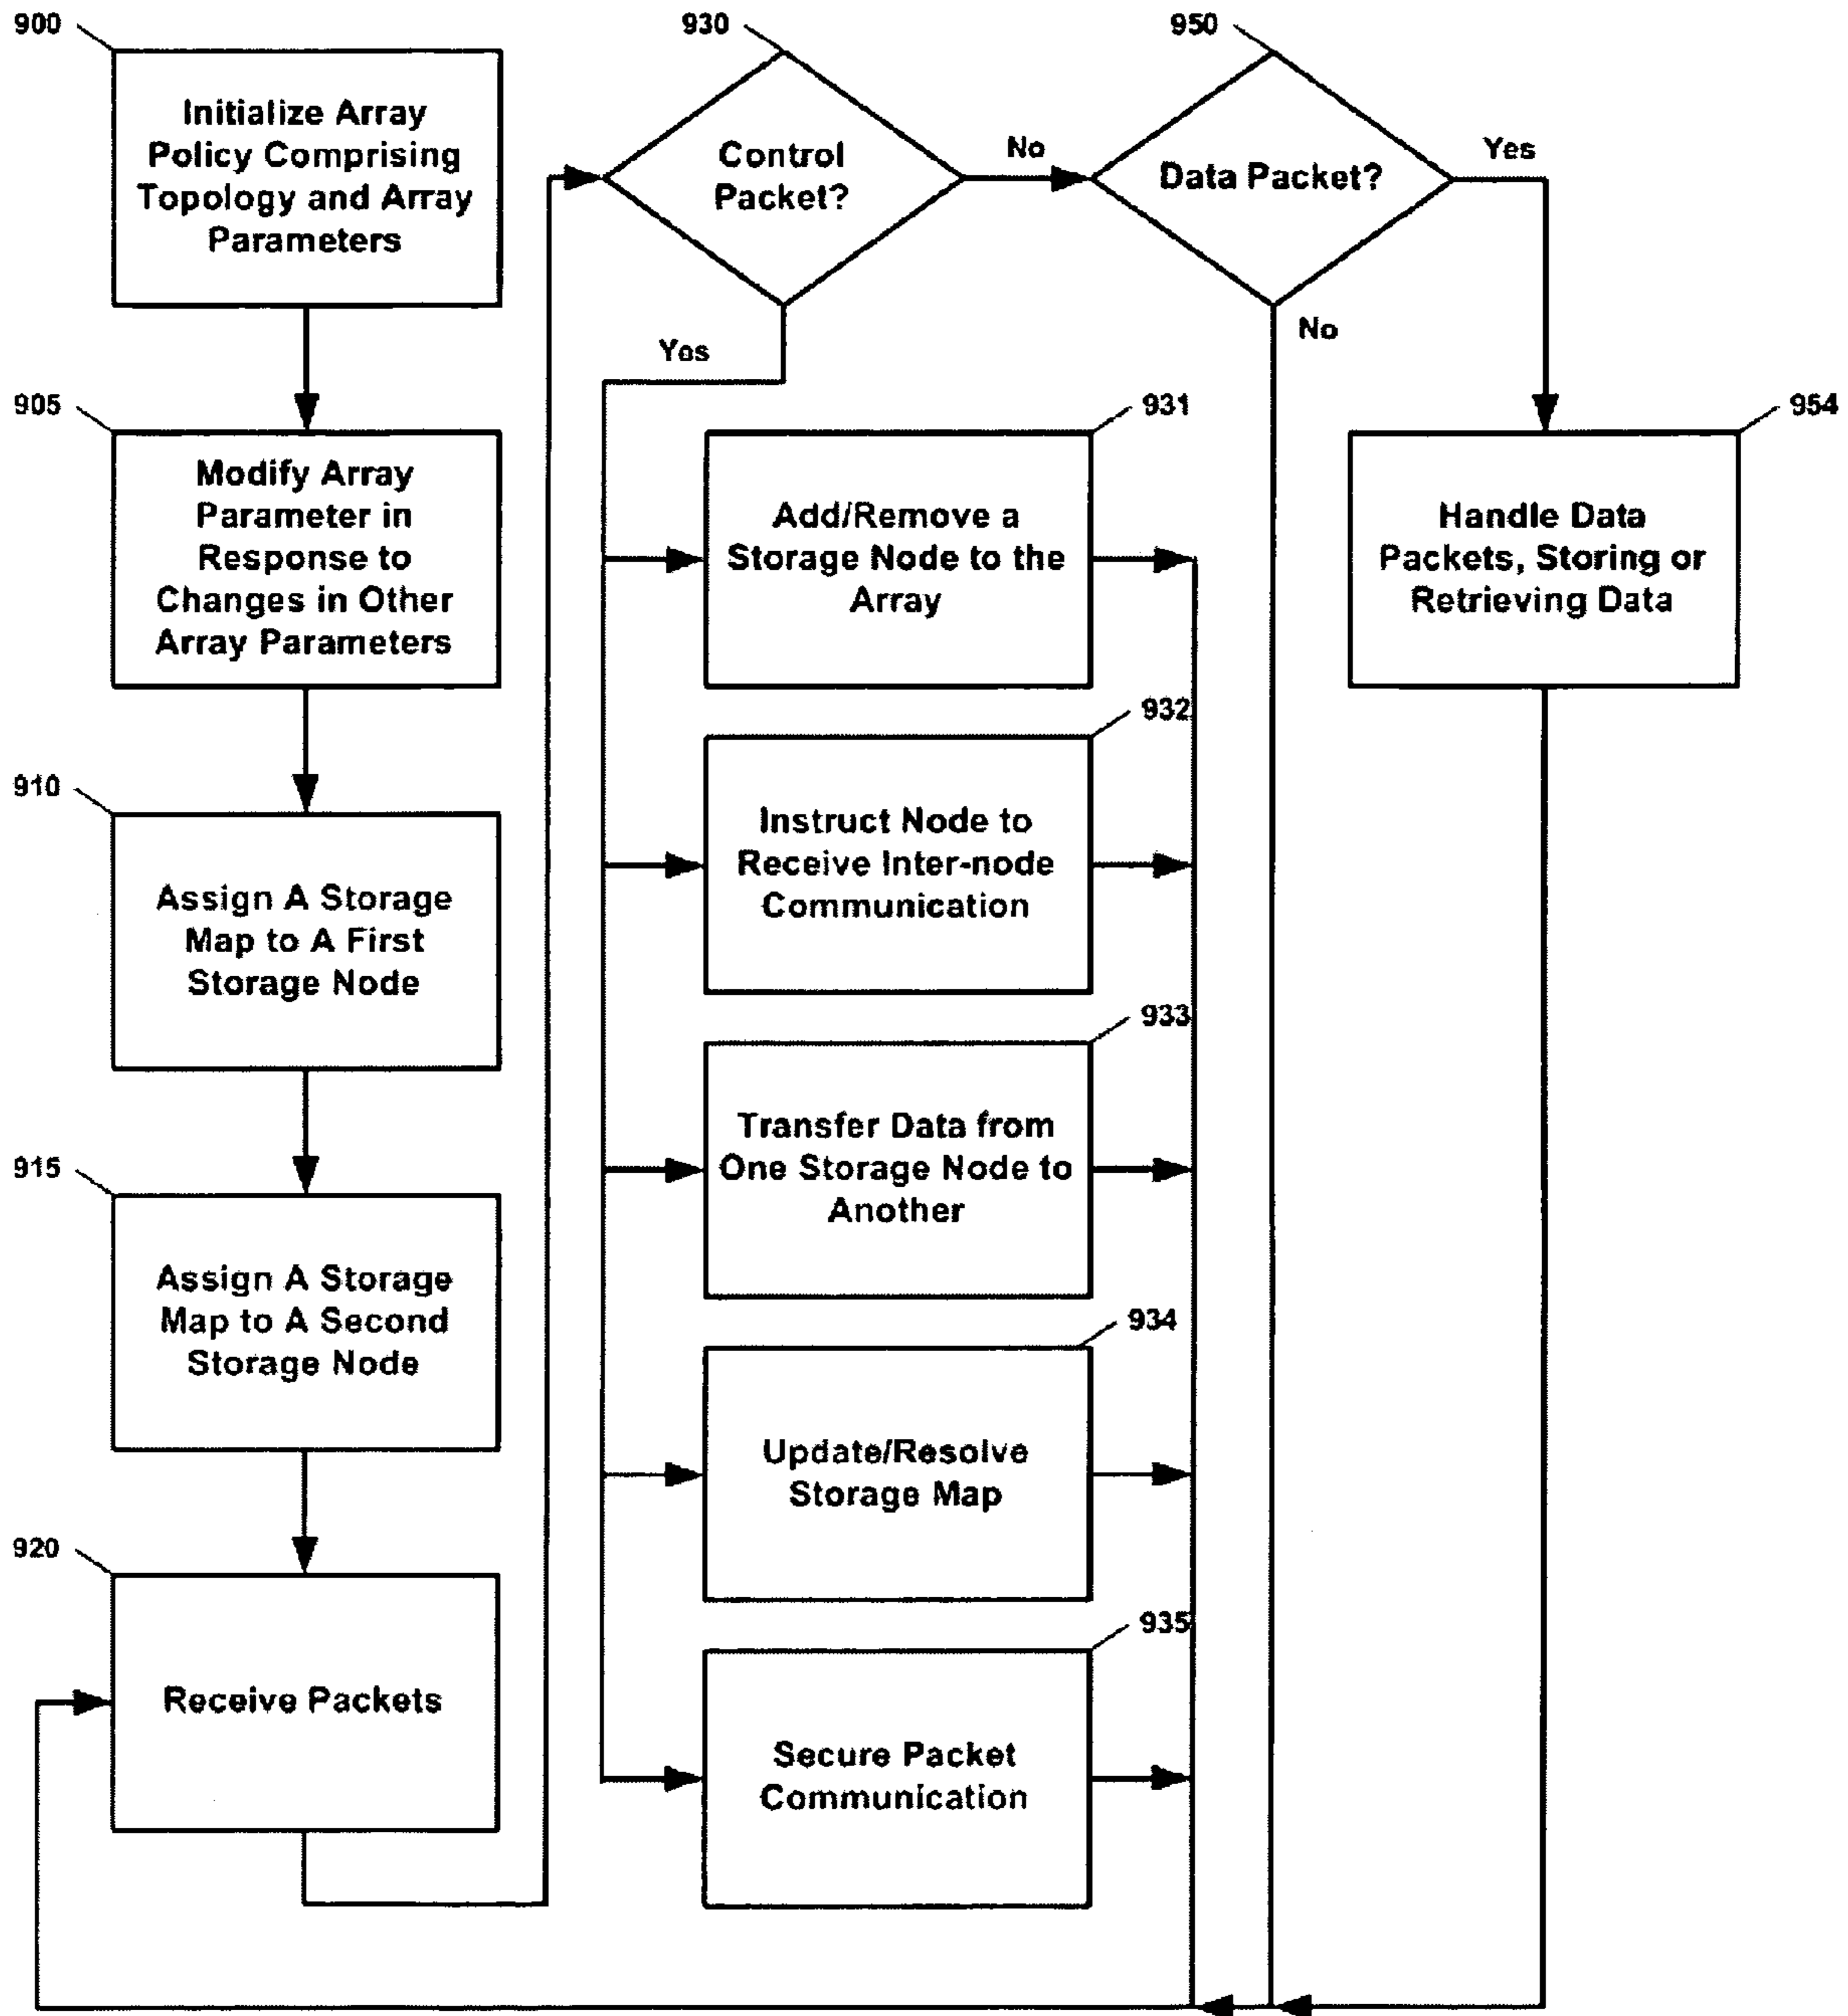 900
Initialize Array
Policy Comprising
Topology and Array
Parameters
905
Modify Array
Parameter in
Response to
Changes in Other
Array Parameters
910
Assign A Storage
Map to A First
Storage Node
915
Assign A Storage
Map to A Second
Storage Node
920
Receive Packets
930
Control
Packet?
No
Yes
950
Data Packet?
Yes
No
931
Add/Remove a
Storage Node to the
Array
932
Instruct Node to
Receive Inter-node
Communication
933
Transfer Data from
One Storage Node to
Another
934
Update/Resolve
Storage Map
935
Secure Packet
Communication
954
Handle Data
Packets, Storing or
Retrieving Data